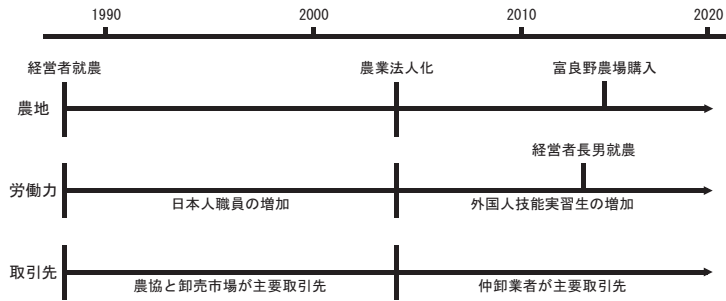 1990 2000 2010 2020
経営者就農 農業法人化 富良野農場購入
農地
経営者長男就農
労働力
日本人職員の増加 外国人技能実習生の増加
取引先
農協と卸売市場が主要取引先 仲卸業者が主要取引先